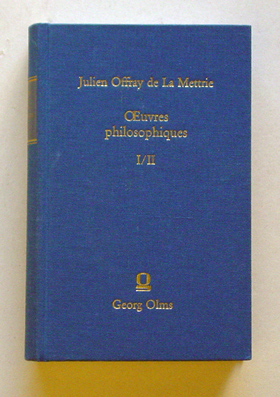 Julien Offray de La Mettrie
Œuvres
philosophiques
I/II
Georg Olms